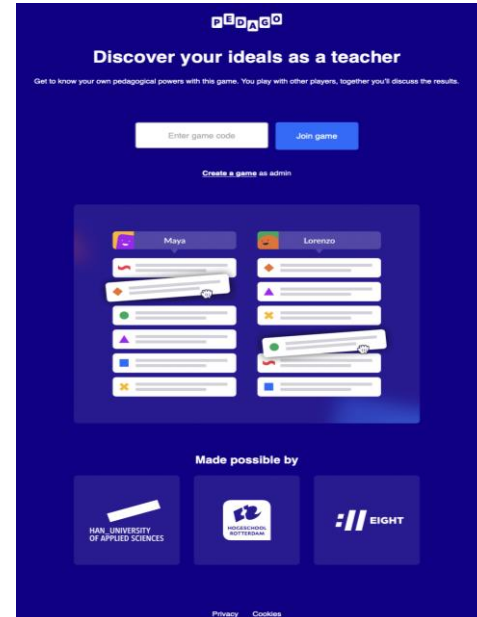 PEDAGO
Discover your ideals as a teacher
Get to know your own pedagogical powers with this game. You play with other players, together you'll discuss the results.
Enter game code Join game
Create a game as admin
Maya Lorenzo
Made possible by
HAN_UNIVERSITY
OF APPLIED SCIENCES
HOGESCHOOL
ROTTERDAM
://EIGHT
Privacy Cookies